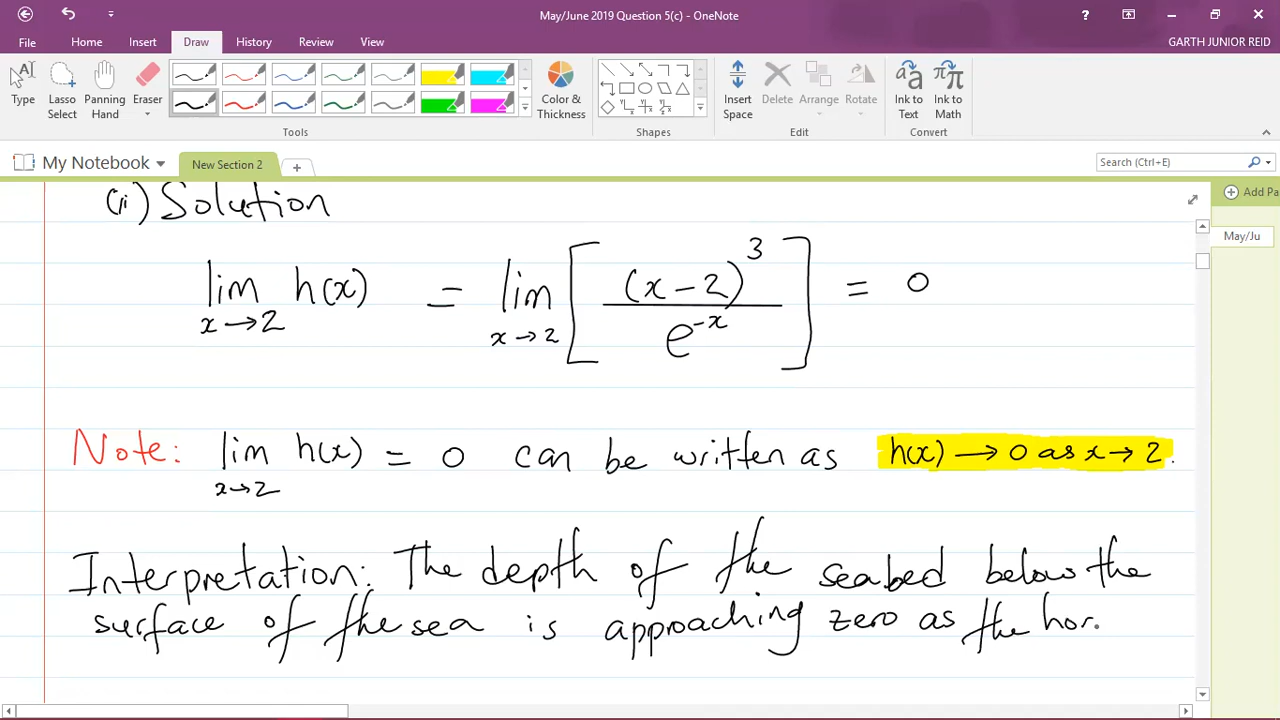 May/June 2019 Question 5(c) - OneNote
File Home Insert Draw History Review View GARTH JUNIOR REID
Type Lasso Select Panning Hand Eraser Color & Thickness Insert Space Delete Arrange Rotate Ink to Text Ink to Math
Tools Shapes Edit Convert
My Notebook New Section 2 Search (Ctrl+E)
Add Pa
May/Ju
(ii) Solution
lim x→2 h(x) = lim x→2 [ (x-2)^3 / e^-x ] = 0
Note: lim x→2 h(x) = 0 can be written as h(x) → 0 as x → 2.
Interpretation: The depth of the seabed below the
surface of the sea is approaching zero as the hor